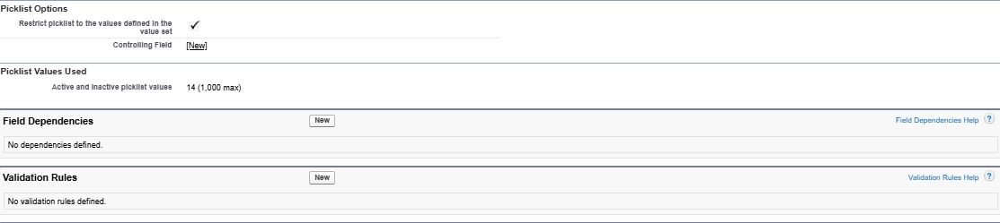 Picklist Options
Restrict picklist to the values defined in the
value set
Controlling Field [New]
Picklist Values Used
Active and Inactive picklist values 14 (1,000 max)
Field Dependencies New Field Dependencies Help ?
No dependencies defined.
Validation Rules New Validation Rules Help ?
No validation rules defined.